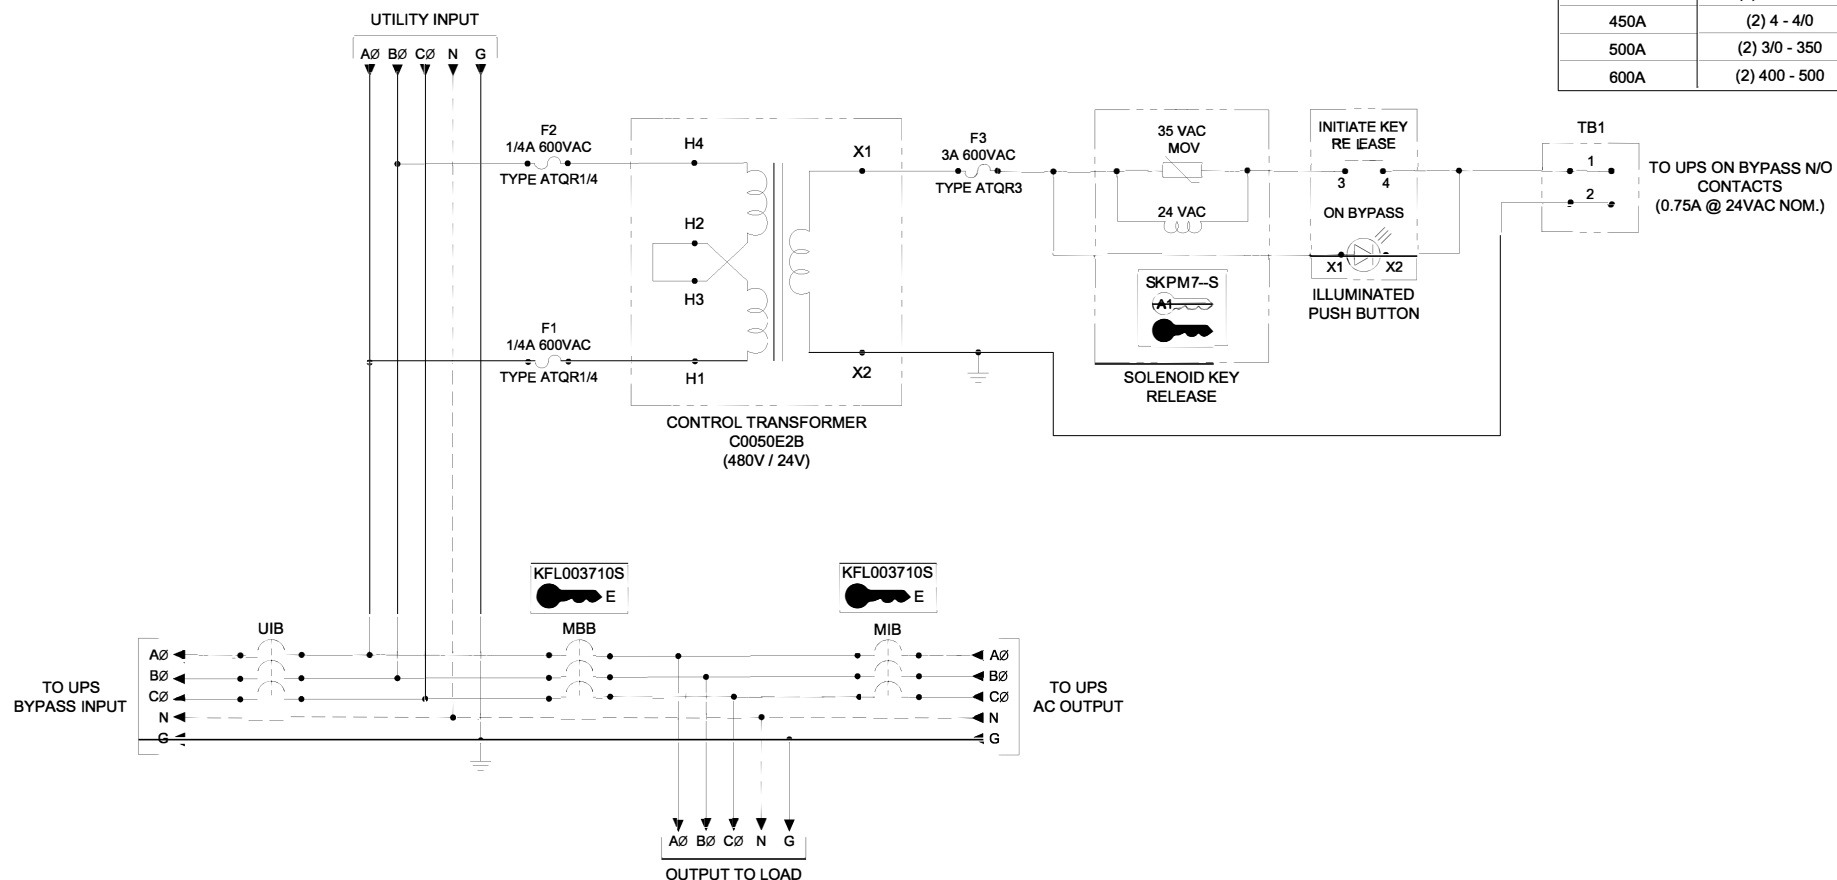 UTILITY INPUT
AØ BØ CØ N G
450A (2) 4 - 4/0
500A (2) 3/0 - 350
600A (2) 400 - 500
F2
1/4A 600VAC
TYPE ATQR1/4
H4
H2
H3
F1
1/4A 600VAC
TYPE ATQR1/4
H1
X1
X2
CONTROL TRANSFORMER
C0050E2B
(480V / 24V)
F3
3A 600VAC
TYPE ATQR3
35 VAC
MOV
24 VAC
SKPM7--S
A1
SOLENOID KEY
RELEASE
INITIATE KEY
RE LEASE
3 4
ON BYPASS
X1 X2
ILLUMINATED
PUSH BUTTON
TB1
1
2
TO UPS ON BYPASS N/O
CONTACTS
(0.75A @ 24VAC NOM.)
KFL003710S
E
KFL003710S
E
UIB
MBB
MIB
TO UPS
BYPASS INPUT
AØ
BØ
CØ
N
G
AØ
BØ
CØ
N
G
TO UPS
AC OUTPUT
AØ BØ CØ N G
OUTPUT TO LOAD